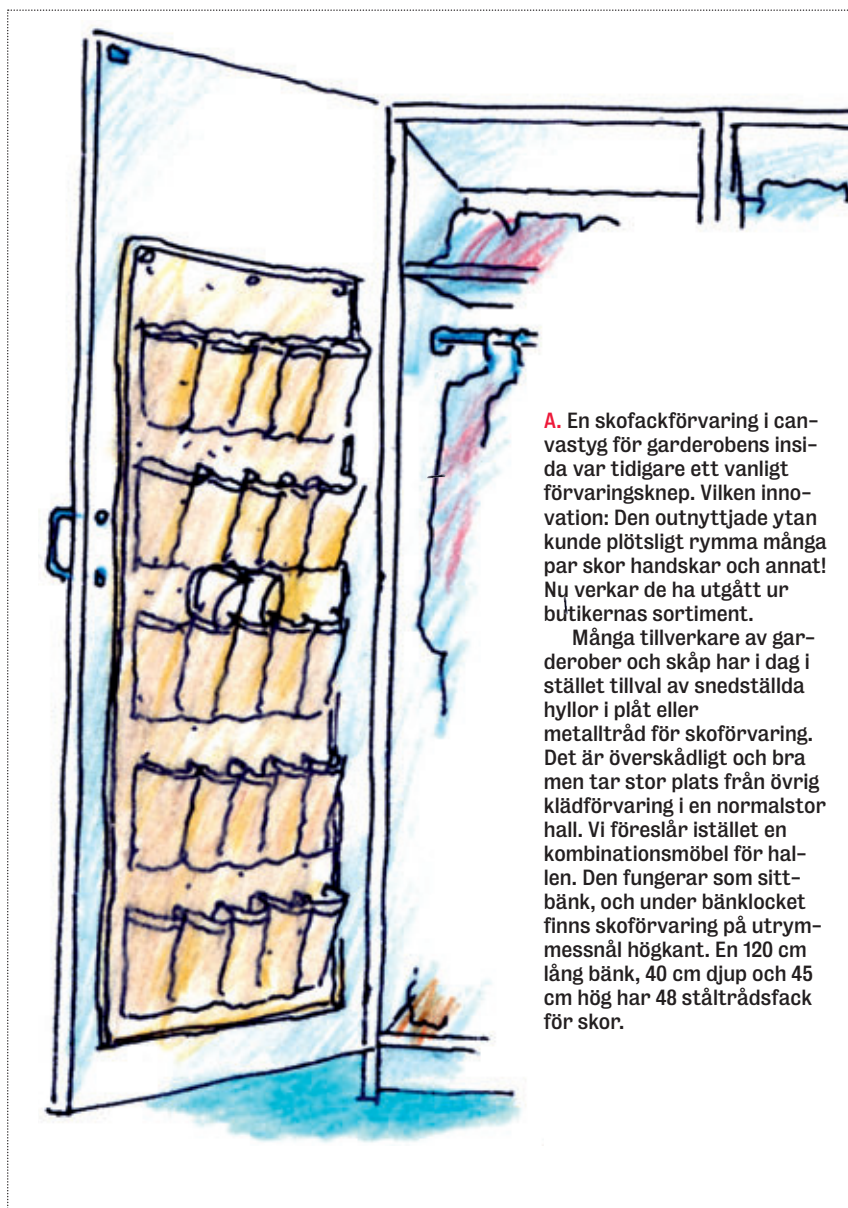 A. En skofackförvaring i can-
vastyg för garderobens insi-
da var tidigare ett vanligt
förvaringsknep. Vilken inno-
vation: Den outnyttjade ytan
kunde plötsligt rymma många
par skor handskar och annat!
Nu verkar de ha utgått ur
butikernas sortiment.
Många tillverkare av gar-
derober och skåp har i dag i
stället tillval av snedställda
hyllor i plåt eller
metalltråd för skoförvaring.
Det är överskådligt och bra
men tar stor plats från övrig
klädförvaring i en normalstor
hall. Vi föreslår istället en
kombinationsmöbel för hal-
len. Den fungerar som sitt-
bänk, och under bänklocket
finns skoförvaring på utrym-
messnål högkant. En 120 cm
lång bänk, 40 cm djup och 45
cm hög har 48 ståltrådsfack
för skor.